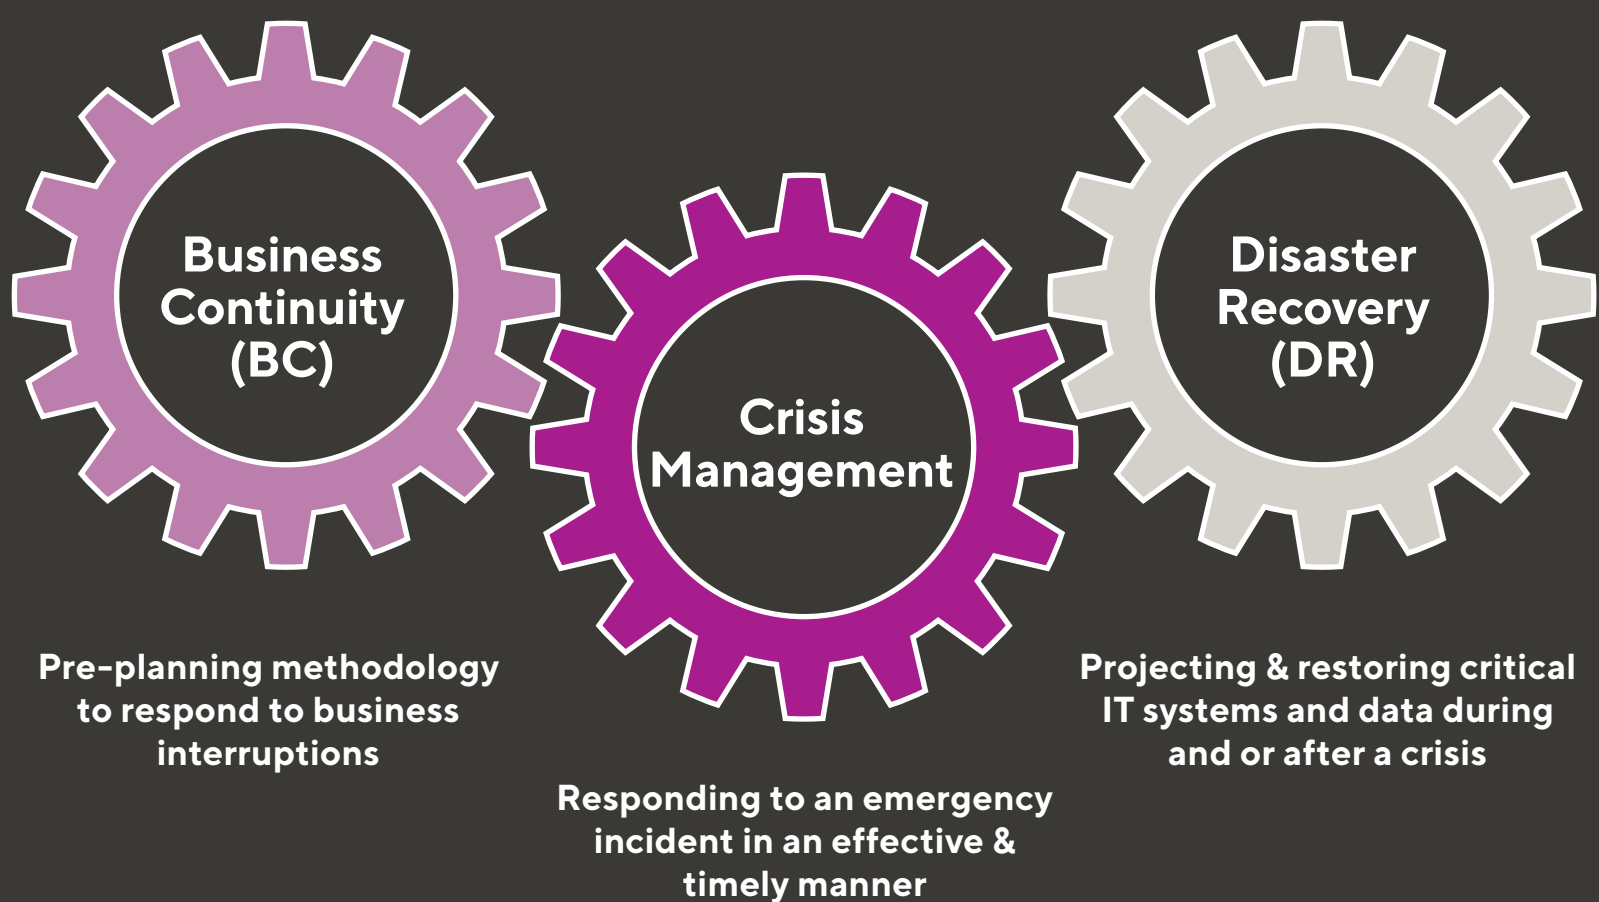 Business
Continuity
(BC)
Crisis
Management
Disaster
Recovery
(DR)
Pre-planning methodology
to respond to business
interruptions
Responding to an emergency
incident in an effective &
timely manner
Projecting & restoring critical
IT systems and data during
and or after a crisis